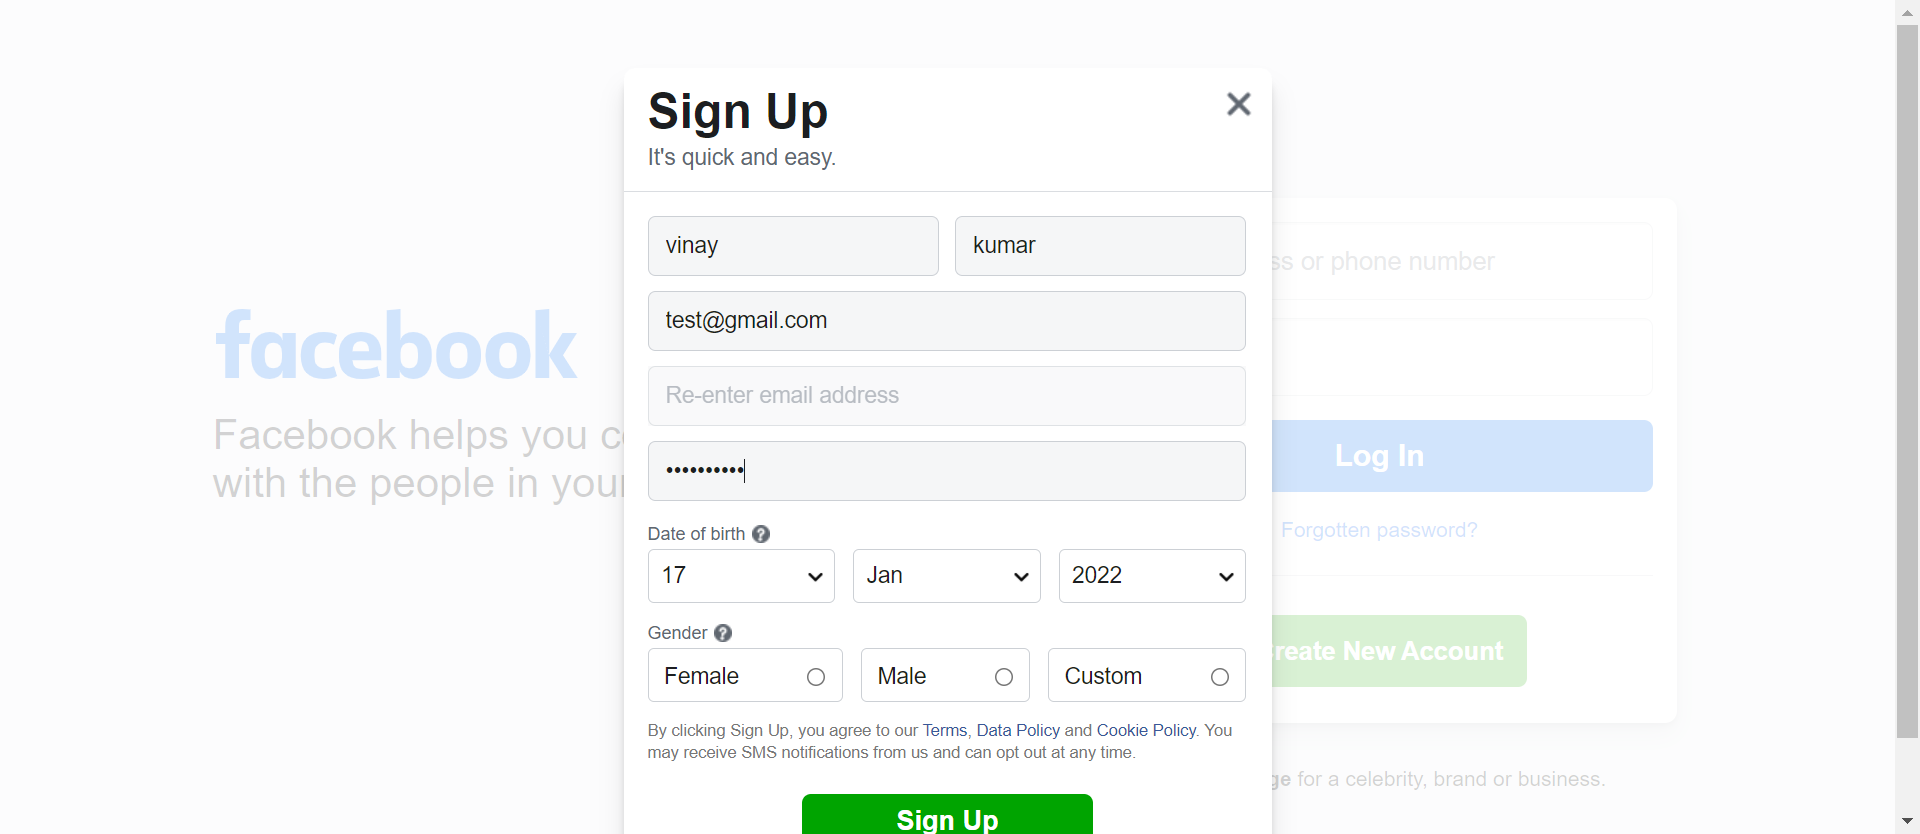 Sign Up
It's quick and easy.
vinay kumar
test@gmail.com
Re-enter email address
••••••••••
Date of birth ?
17 Jan 2022
Gender ?
Female Male Custom
By clicking Sign Up, you agree to our Terms, Data Policy and Cookie Policy. You
may receive SMS notifications from us and can opt out at any time.
Sign Up
facebook
Facebook helps you
with the people in your
or phone number
Log In
Forgotten password?
New Account
for a celebrity, brand or business.